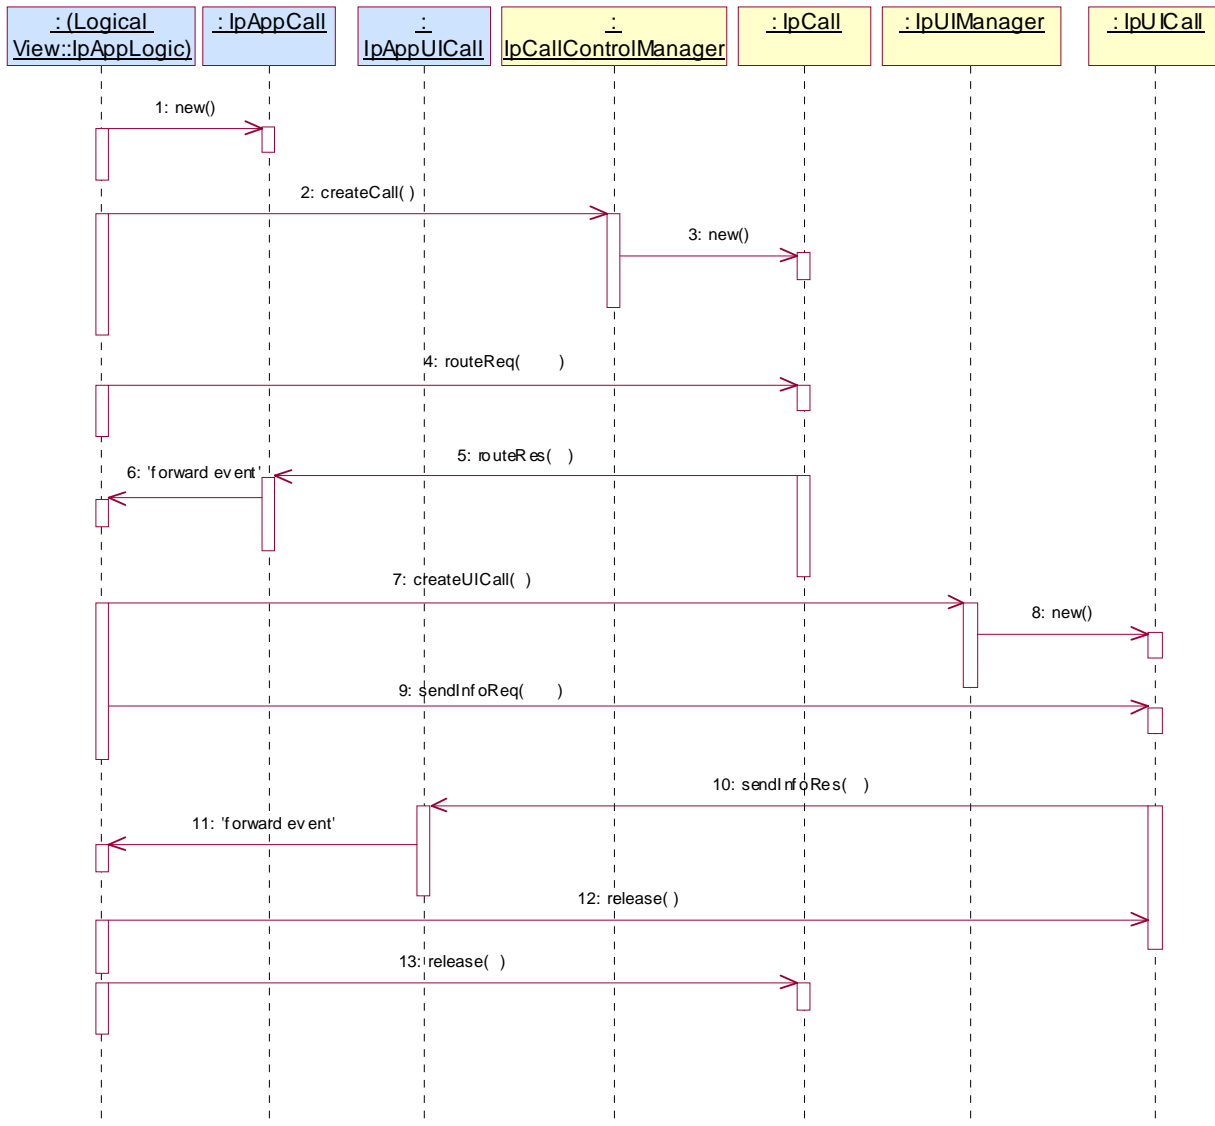 : (Logical
View::IpAppLogic)
: IpAppCall
:
IpAppUICall
:
IpCallControlManager
: IpCall
: IpUIManager
: IpUICall
1: new()
2: createCall( )
3: new()
4: routeReq( )
5: routeRes( )
6: 'forward event'
7: createUICall( )
8: new()
9: sendInfoReq( )
10: sendInfoRes( )
11: 'forward event'
12: release( )
13: release( )